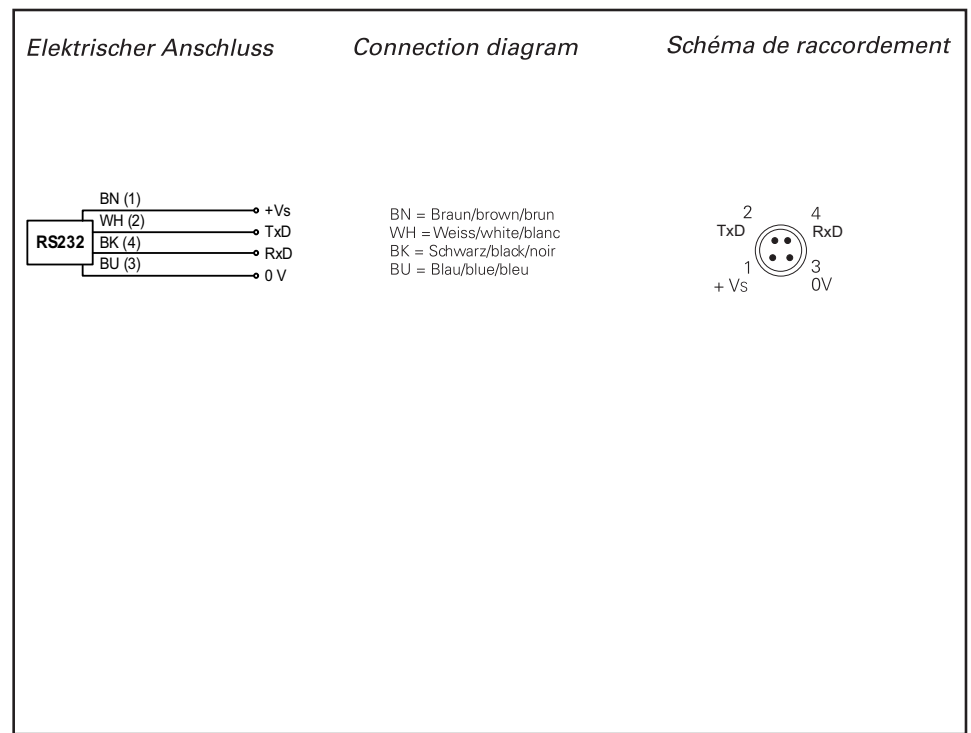 Elektrischer Anschluss
Connection diagram
Schéma de raccordement
BN (1)
+Vs
WH (2)
TxD
RS232
BK (4)
RxD
BU (3)
0 V
BN = Braun/brown/brun
WH = Weiss/white/blanc
BK = Schwarz/black/noir
BU = Blau/blue/bleu
2 4
TxD RxD
1 3
+ Vs 0V